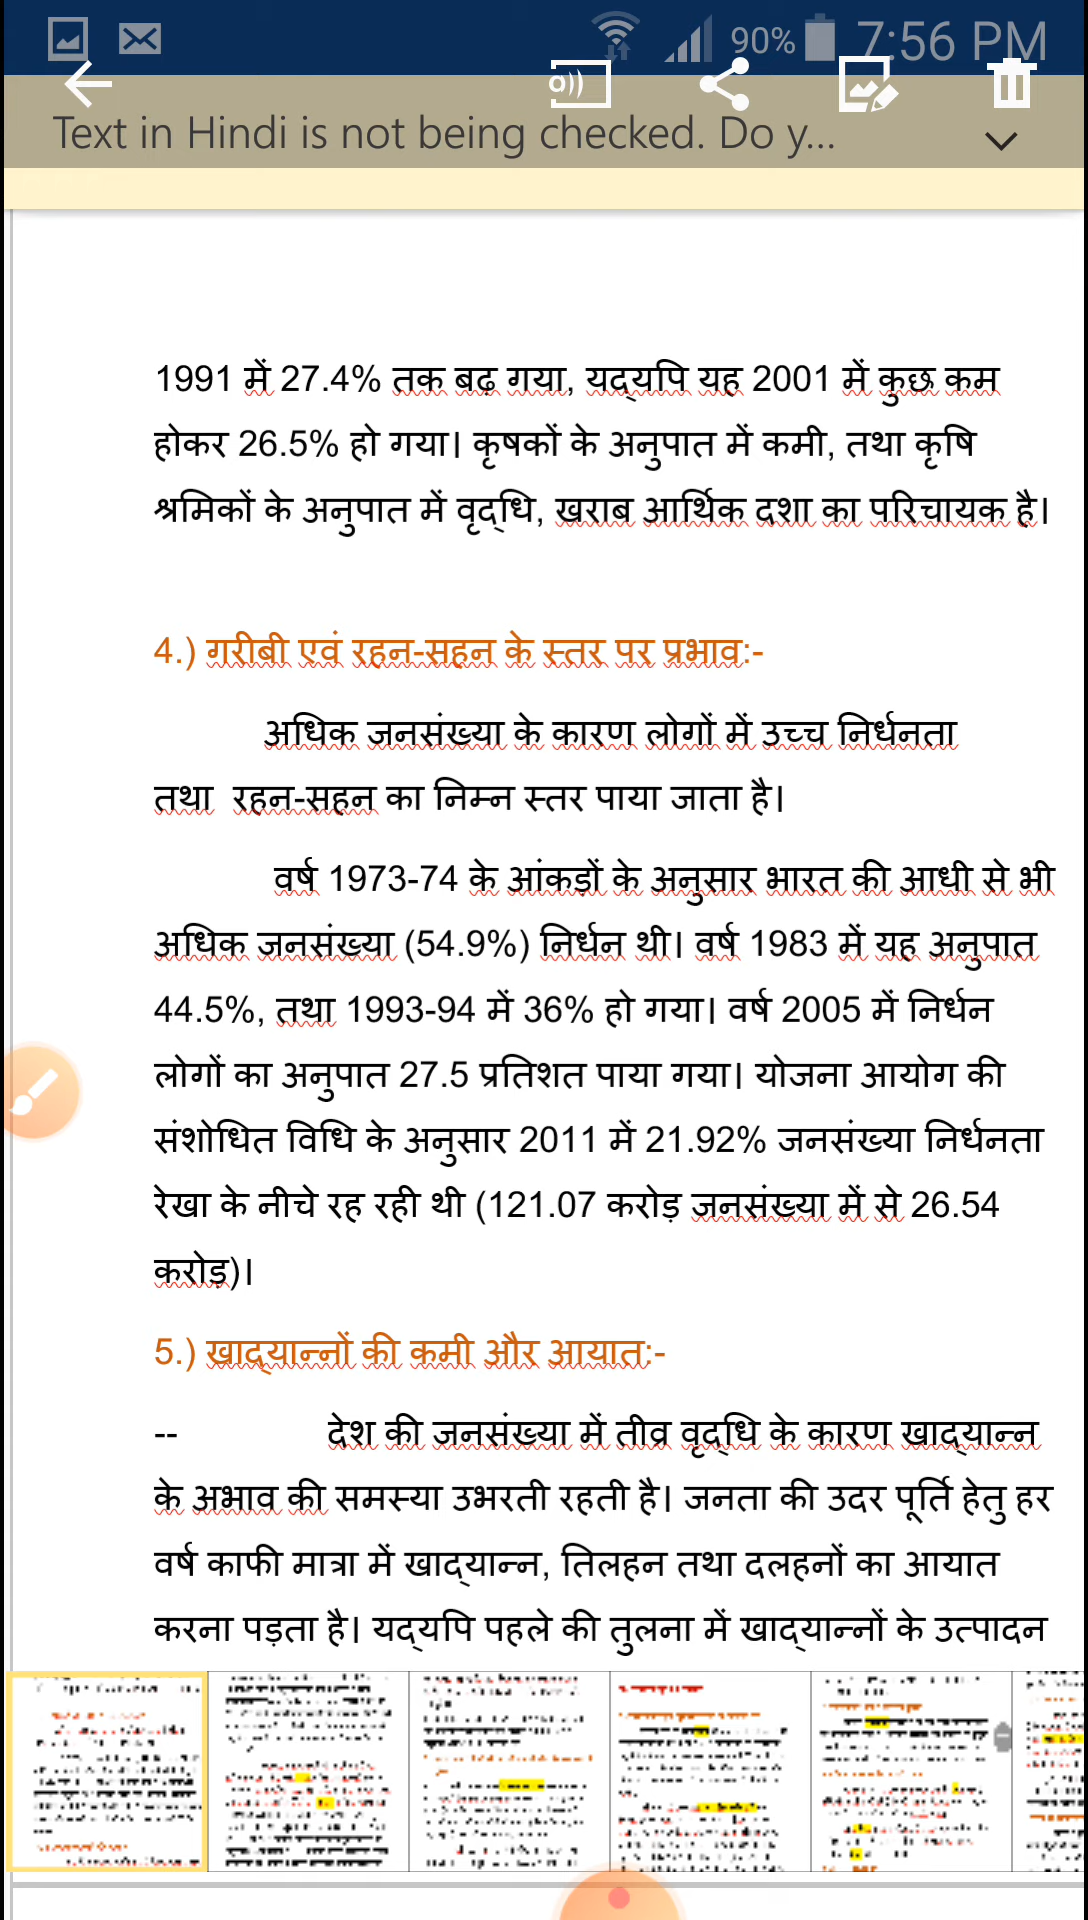 90% 7:56 PM
Text in Hindi is not being checked. Do y...
1991 में 27.4% तक बढ़ गया, यद्यपि यह 2001 में कुछ कम
होकर 26.5% हो गया। कृषकों के अनुपात में कमी, तथा कृषि
श्रमिकों के अनुपात में वृद्धि, खराब आर्थिक दशा का परिचायक है।
4.) गरीबी एवं रहन-सहन के स्तर पर प्रभाव:-
अधिक जनसंख्या के कारण लोगों में उच्च निर्धनता
तथा रहन-सहन का निम्न स्तर पाया जाता है।
वर्ष 1973-74 के आंकड़ों के अनुसार भारत की आधी से भी
अधिक जनसंख्या (54.9%) निर्धन थी। वर्ष 1983 में यह अनुपात
44.5%, तथा 1993-94 में 36% हो गया। वर्ष 2005 में निर्धन
लोगों का अनुपात 27.5 प्रतिशत पाया गया। योजना आयोग की
संशोधित विधि के अनुसार 2011 में 21.92% जनसंख्या निर्धनता
रेखा के नीचे रह रही थी (121.07 करोड़ जनसंख्या में से 26.54
करोड़)।
5.) खाद्यान्नों की कमी और आयात:-
-- देश की जनसंख्या में तीव्र वृद्धि के कारण खाद्यान्न
के अभाव की समस्या उभरती रहती है। जनता की उदर पूर्ति हेतु हर
वर्ष काफी मात्रा में खाद्यान्न, तिलहन तथा दलहनों का आयात
करना पड़ता है। यद्यपि पहले की तुलना में खाद्यान्नों के उत्पादन